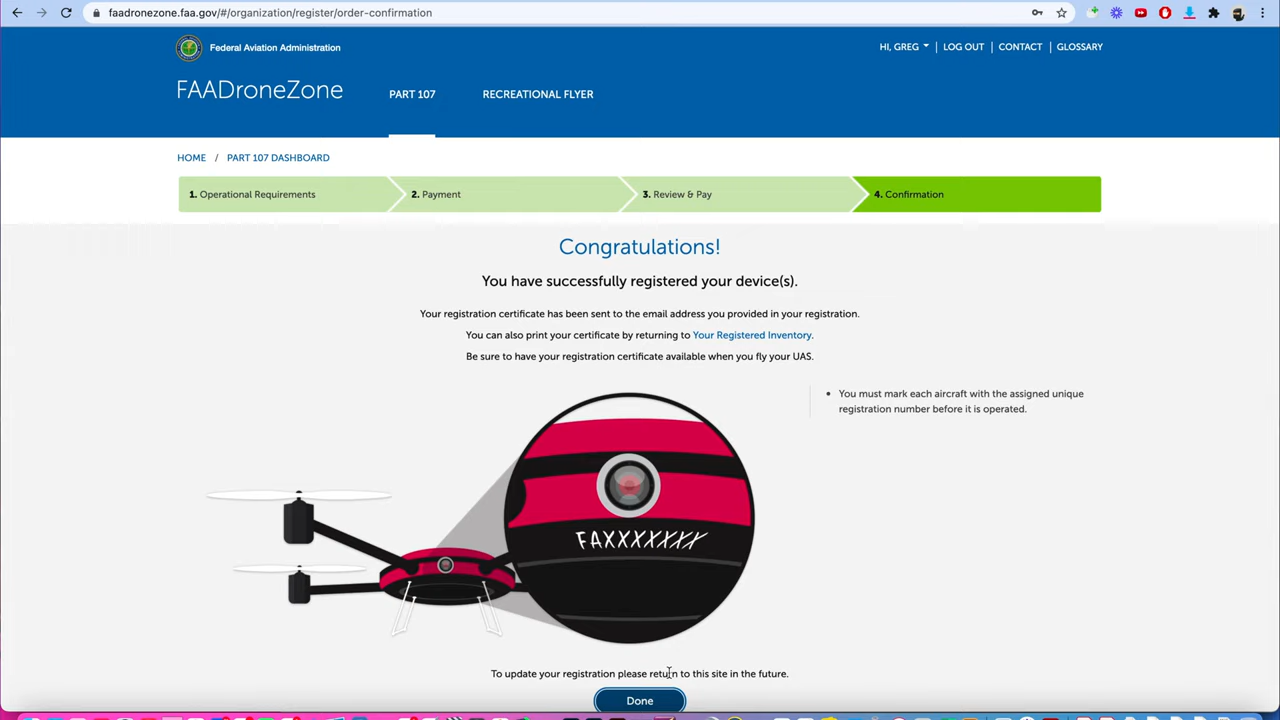 faadronezone.faa.gov/#/organization/register/order-confirmation
Federal Aviation Administration
HI, GREG
LOG OUT
CONTACT
GLOSSARY
FAADroneZone
PART 107
RECREATIONAL FLYER
HOME / PART 107 DASHBOARD
1. Operational Requirements
2. Payment
3. Review & Pay
4. Confirmation
Congratulations!
You have successfully registered your device(s).
Your registration certificate has been sent to the email address you provided in your registration.
You can also print your certificate by returning to Your Registered Inventory.
Be sure to have your registration certificate available when you fly your UAS.
• You must mark each aircraft with the assigned unique
registration number before it is operated.
FAXXXXXXXX
To update your registration please return to this site in the future.
Done